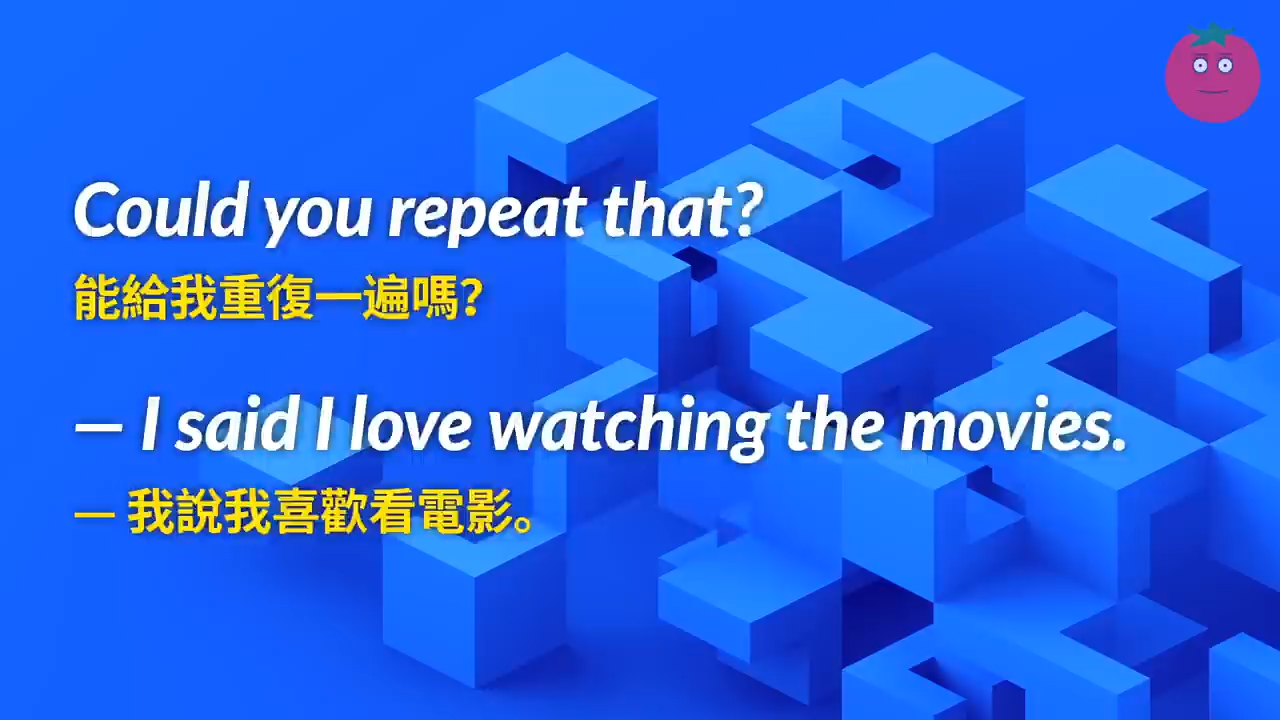 Could you repeat that?
能給我重復一遍嗎?
— I said I love watching the movies.
— 我說我喜歡看電影。